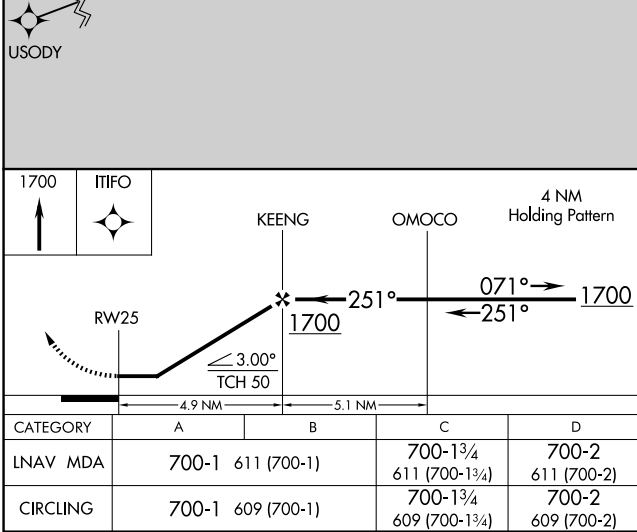 USODY
1700 ITIFO
4 NM
Holding Pattern
KEENG OMOCO
251° 071° 1700
251°
1700
RW25
3.00°
TCH 50
4.9 NM 5.1 NM
CATEGORY A B C D
LNAV MDA 700-1 611 (700-1) 700-1¾ 611 (700-1¾) 700-2 611 (700-2)
CIRCLING 700-1 609 (700-1) 700-1¾ 609 (700-1¾) 700-2 609 (700-2)